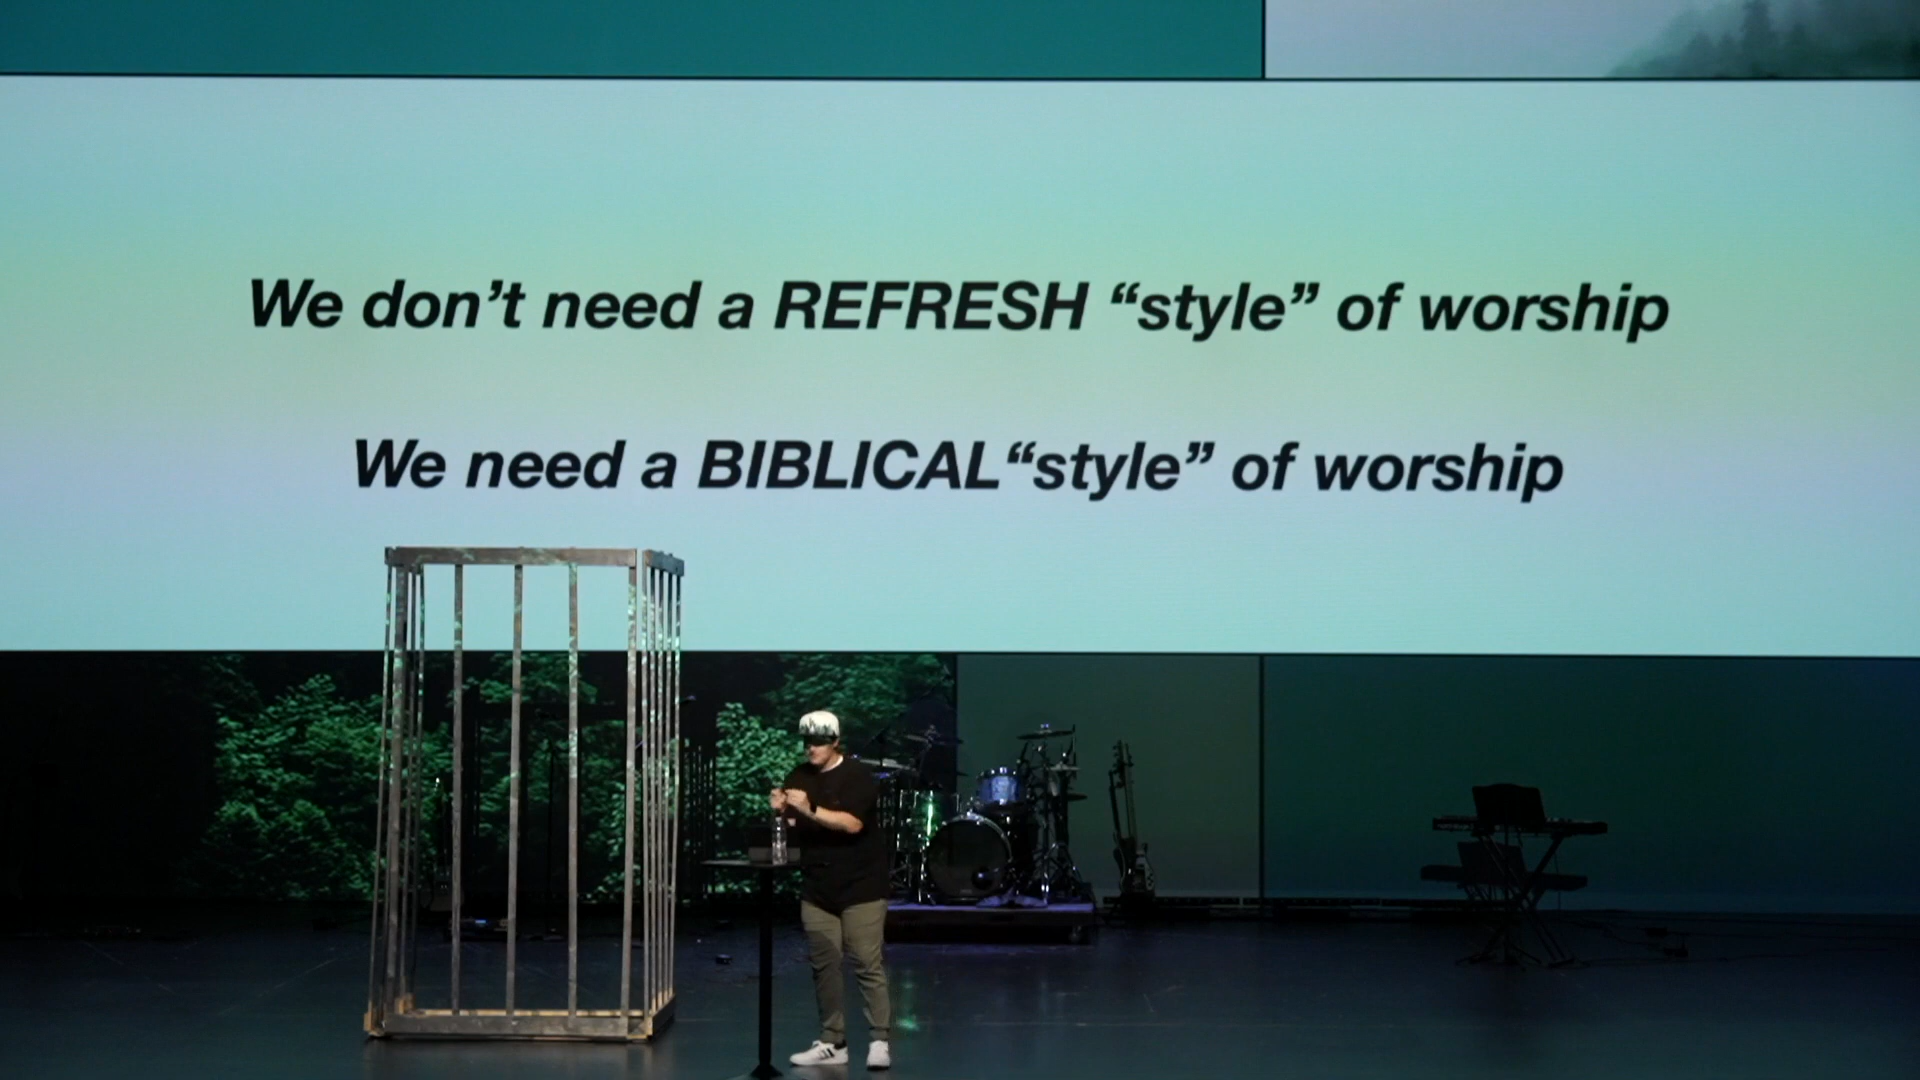 We don’t need a REFRESH “style” of worship
We need a BIBLICAL “style” of worship